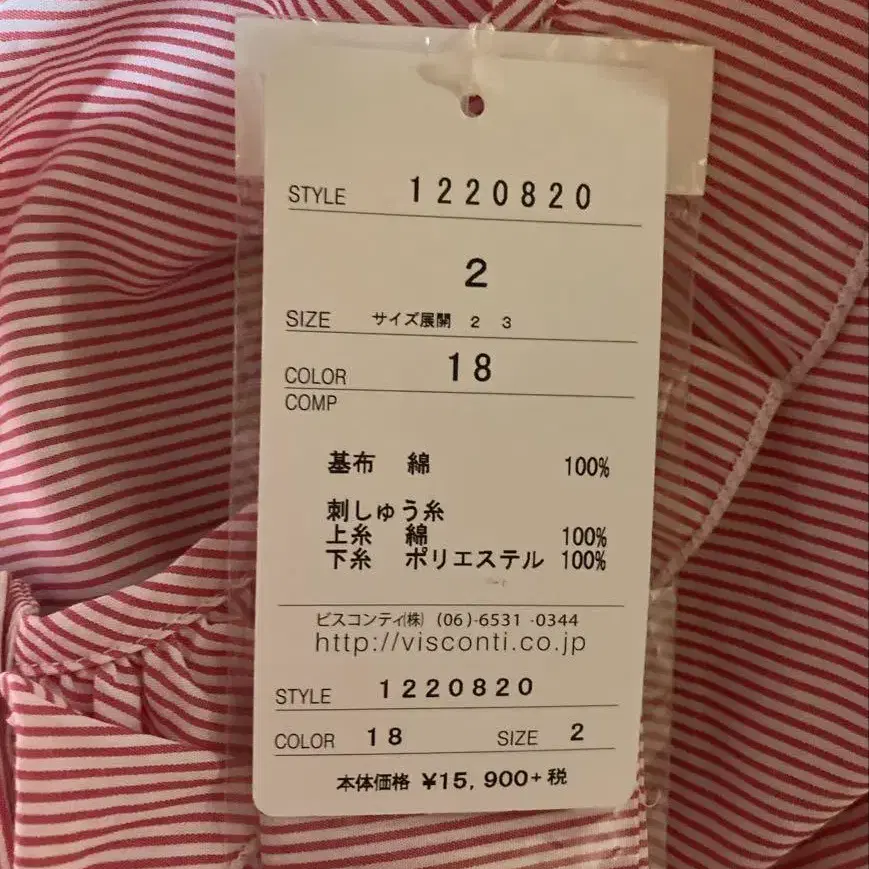 STYLE 1220820
2
SIZE サイズ展開 2 3
COLOR 18
COMP
基布 綿 100%
刺しゅう糸
上糸 綿 100%
下糸 ポリエステル 100%
ビスコンティ㈱ (06)-6531-0344
http://visconti.co.jp
STYLE 1220820
COLOR 18 SIZE 2
本体価格 ¥15,900+税